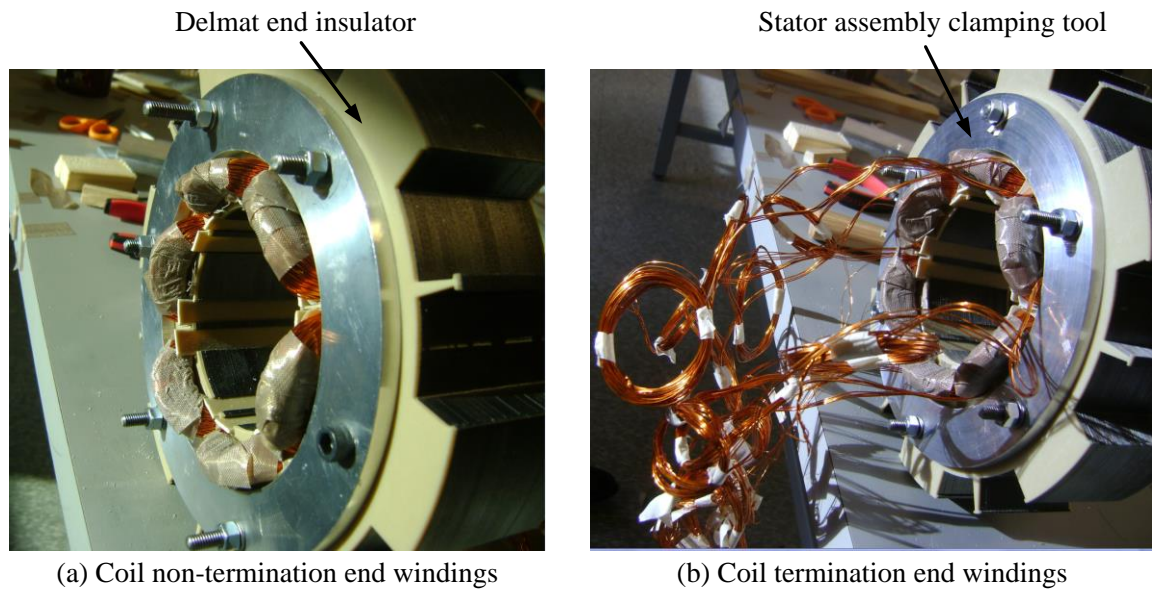 Delmat end insulator
Stator assembly clamping tool
(a) Coil non-termination end windings
(b) Coil termination end windings